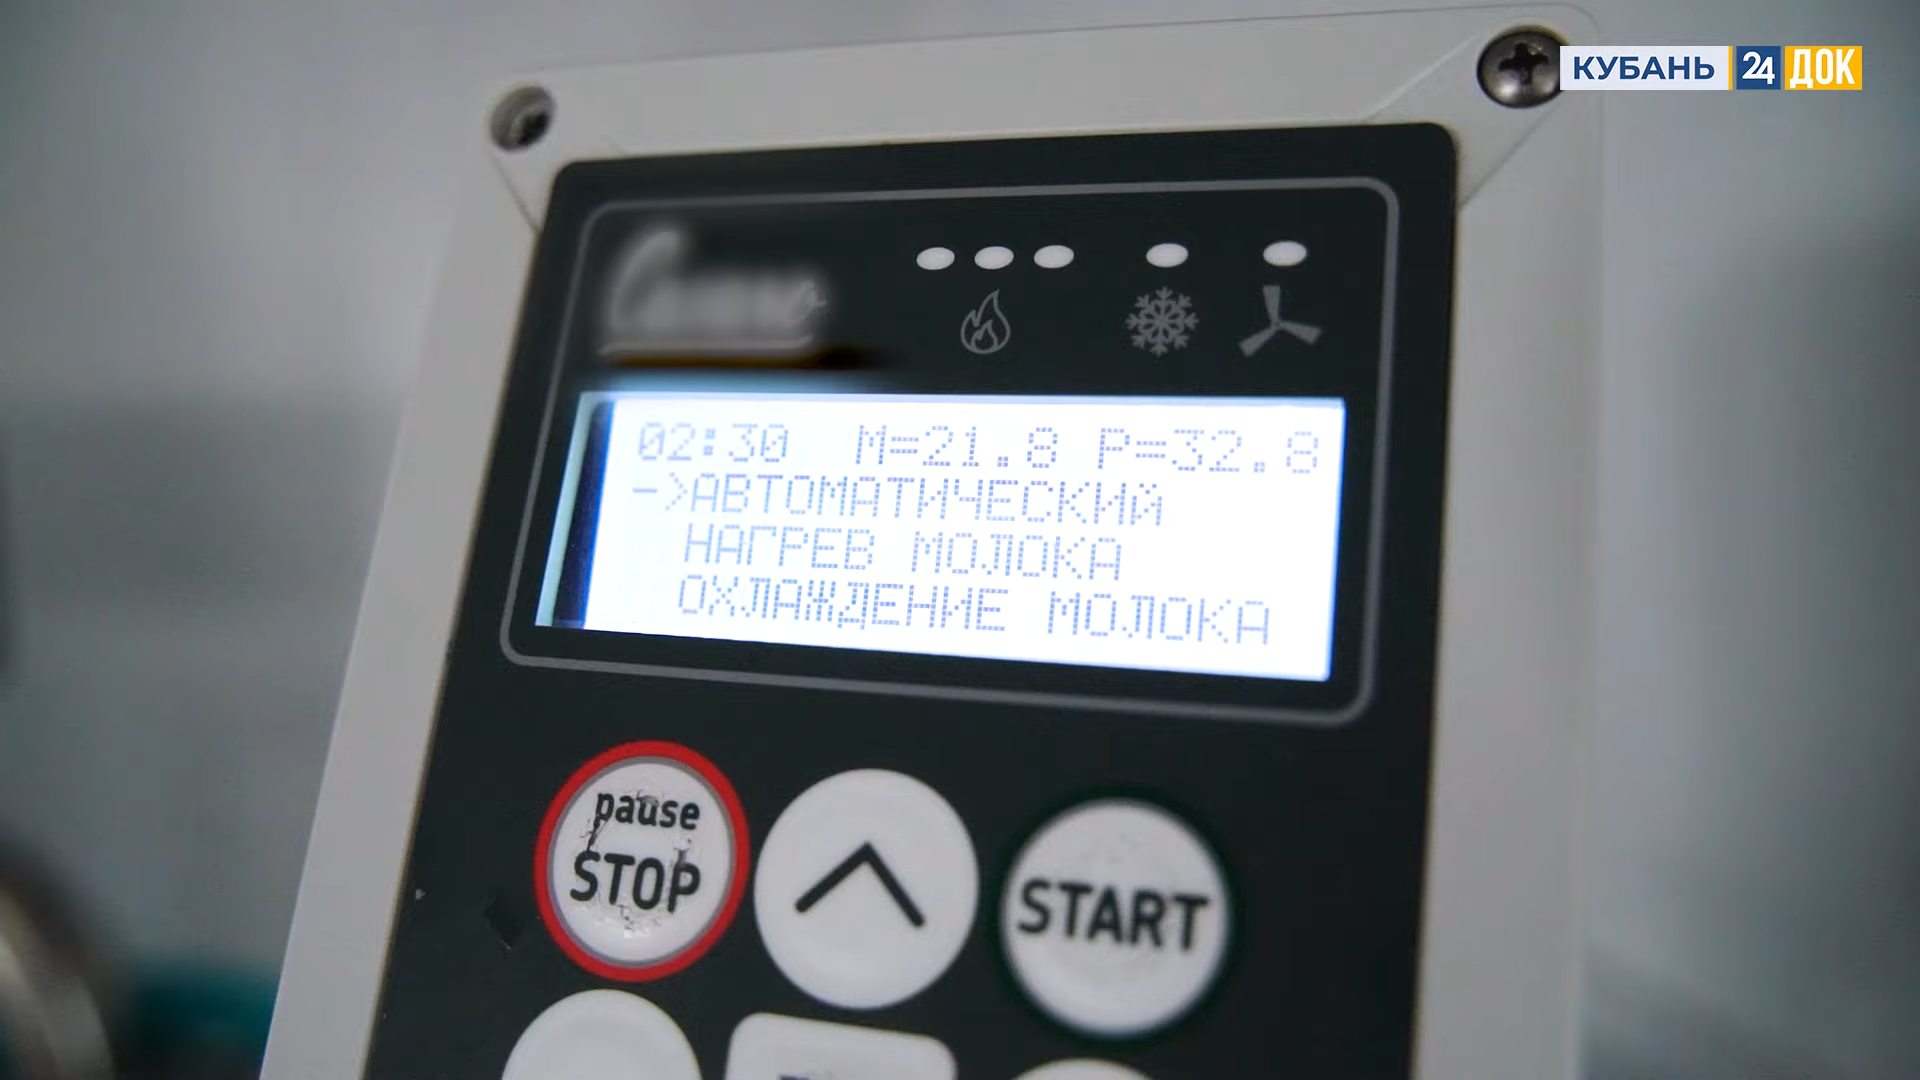 КУБАНЬ 24 ДОК
02:30 M=21.8 P=32.8
->АВТОМАТИЧЕСКИЙ
НАГРЕВ МОЛОКА
ОХЛАЖДЕНИЕ МОЛОКА
pause
STOP
START